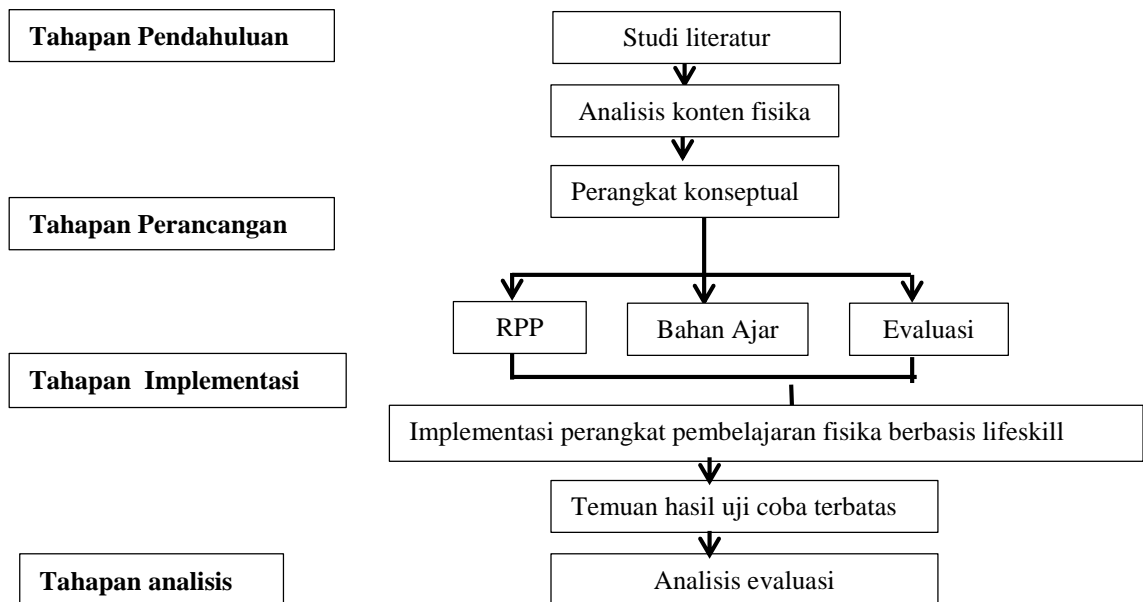 Tahapan Pendahuluan
Studi literatur
Analisis konten fisika
Perangkat konseptual
Tahapan Perancangan
RPP
Bahan Ajar
Evaluasi
Tahapan  Implementasi
Implementasi perangkat pembelajaran fisika berbasis lifeskill
Temuan hasil uji coba terbatas
Tahapan analisis
Analisis evaluasi